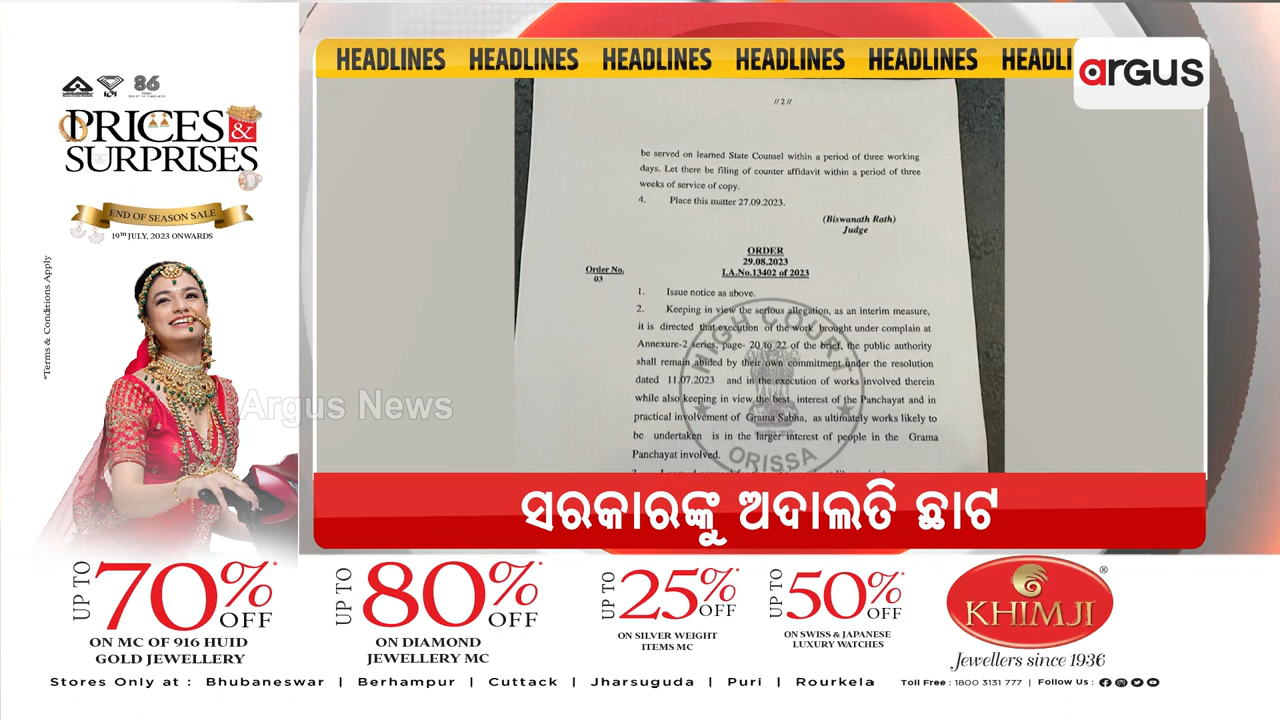 HEADLINES HEADLINES HEADLINES HEADLINES HEADLINES HEADLI
argus
86
PRICES &
SURPRISES
END OF SEASON SALE
19TH JULY, 2023 ONWARDS
*Terms & Conditions Apply
Argus News
// 2 //
be served on learned State Counsel within a period of three working
days. Let there be filing of counter affidavit within a period of three
weeks of service of copy.
4. Place this matter 27.09.2023.
(Biswanath Rath)
Judge
ORDER
29.08.2023
Order No.
03
I.A.No.13402 of 2023
1. Issue notice as above.
2. Keeping in view the serious allegation, as an interim measure,
it is directed that execution of the work brought under complain at
Annexure-2 series, page- 20 to 22 of the brief, the public authority
shall remain abided by their own commitment under the resolution
dated 11.07.2023 and in the execution of works involved therein
while also keeping in view the best interest of the Panchayat and in
practical involvement of Grama Sabha, as ultimately works likely to
be undertaken is in the larger interest of people in the Grama
Panchayat involved.
HIGH COURT
ORISSA
ସରକାରଙ୍କୁ ଅଦାଲତି ଛାଟ
UP TO 70%* OFF
ON MC OF 916 HUID
GOLD JEWELLERY
UP TO 80%* OFF
ON DIAMOND
JEWELLERY MC
UP TO 25%* OFF
ON SILVER WEIGHT
ITEMS MC
UP TO 50%* OFF
ON SWISS & JAPANESE
LUXURY WATCHES
KHIMJI ®
Jewellers since 1936
Stores Only at : Bhubaneswar | Berhampur | Cuttack | Jharsuguda | Puri | Rourkela
Toll Free : 1800 3131 777 | Follow Us :